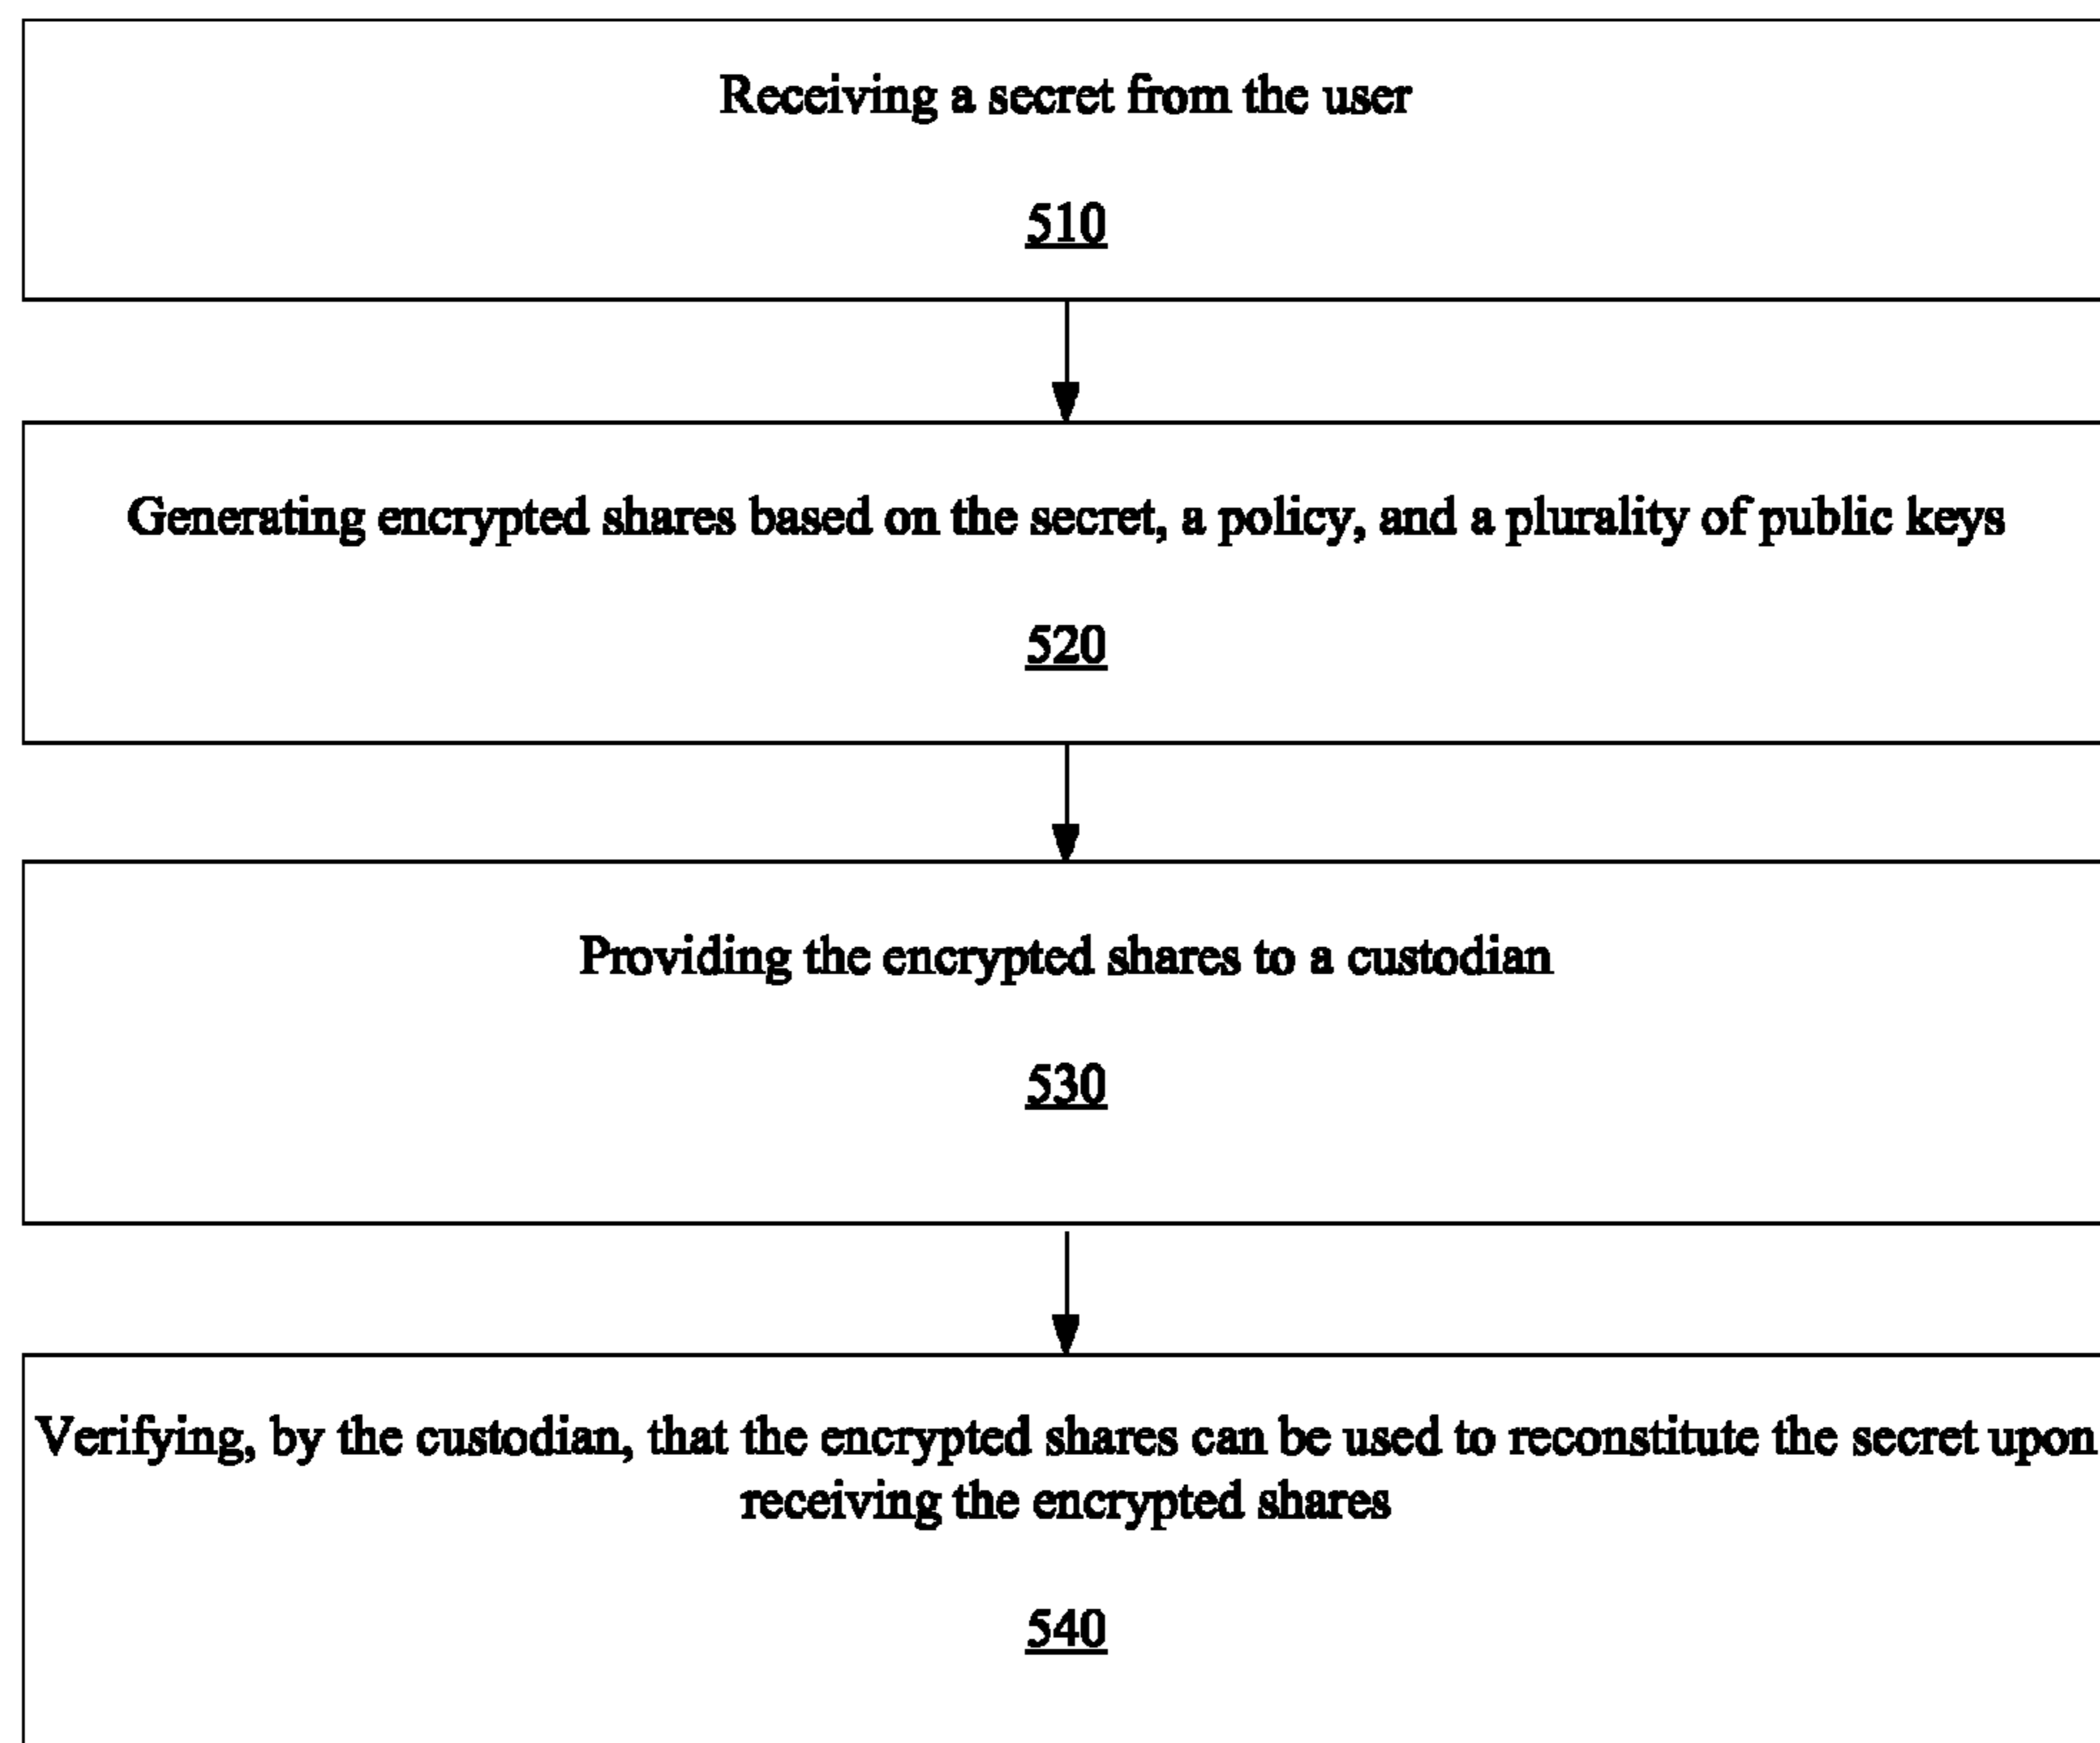 Receiving a secret from the user
510
Generating encrypted shares based on the secret, a policy, and a plurality of public keys
520
Providing the encrypted shares to a custodian
530
Verifying, by the custodian, that the encrypted shares can be used to reconstitute the secret upon
receiving the encrypted shares
540